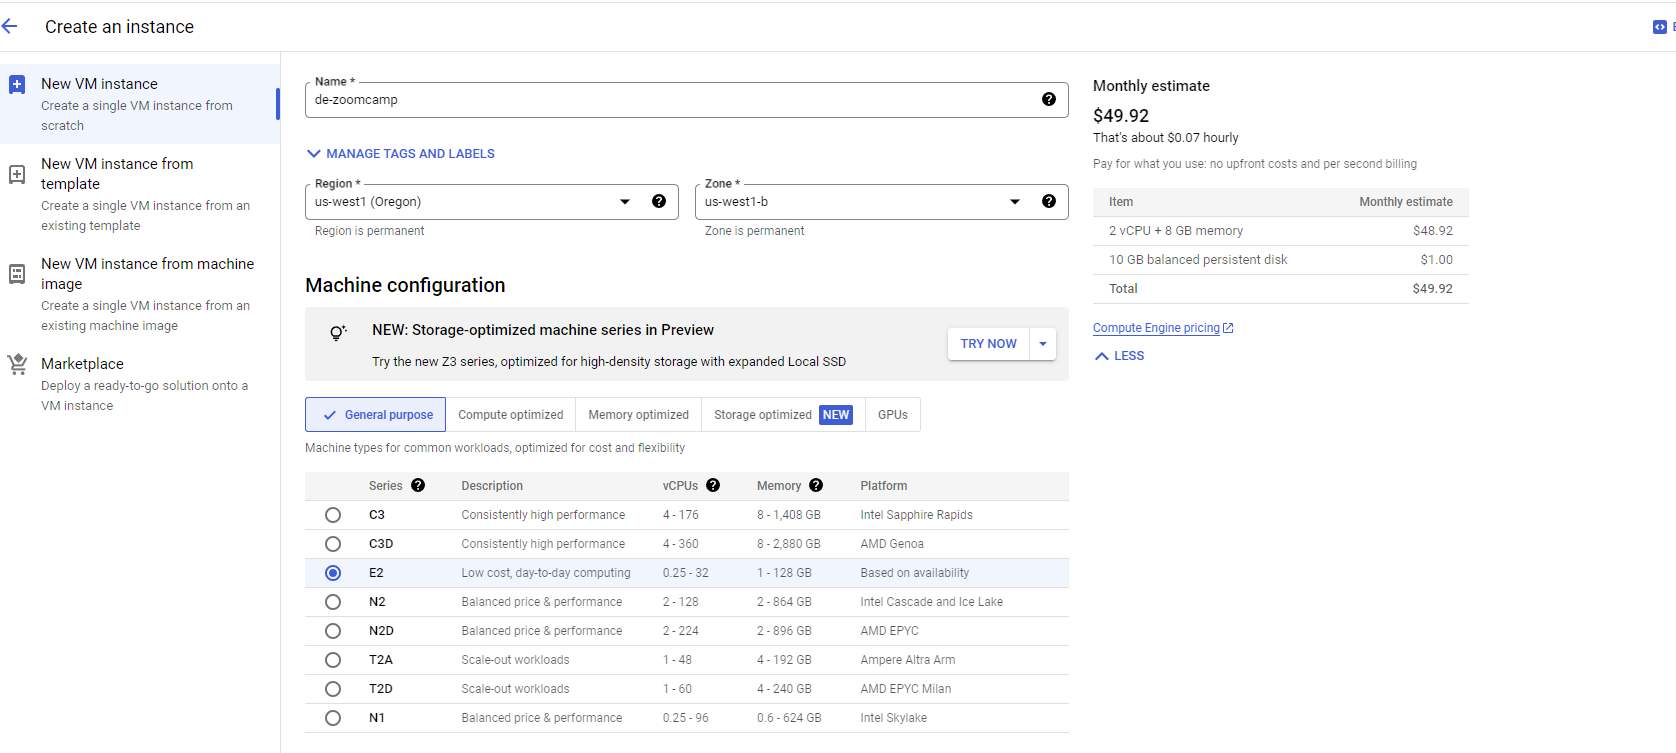 Create an instance
New VM instance
Create a single VM instance from
scratch
New VM instance from
template
Create a single VM instance from an
existing template
New VM instance from machine
image
Create a single VM instance from an
existing machine image
Marketplace
Deploy a ready-to-go solution onto a
VM instance
Name *
de-zoomcamp
MANAGE TAGS AND LABELS
Region *
us-west1 (Oregon)
Region is permanent
Zone *
us-west1-b
Zone is permanent
Machine configuration
NEW: Storage-optimized machine series in Preview
Try the new Z3 series, optimized for high-density storage with expanded Local SSD
TRY NOW
General purpose Compute optimized Memory optimized Storage optimized NEW GPUs
Machine types for common workloads, optimized for cost and flexibility
Series Description vCPUs Memory Platform
C3 Consistently high performance 4 - 176 8 - 1,408 GB Intel Sapphire Rapids
C3D Consistently high performance 4 - 360 8 - 2,880 GB AMD Genoa
E2 Low cost, day-to-day computing 0.25 - 32 1 - 128 GB Based on availability
N2 Balanced price & performance 2 - 128 2 - 864 GB Intel Cascade and Ice Lake
N2D Balanced price & performance 2 - 224 2 - 896 GB AMD EPYC
T2A Scale-out workloads 1 - 48 4 - 192 GB Ampere Altra Arm
T2D Scale-out workloads 1 - 60 4 - 240 GB AMD EPYC Milan
N1 Balanced price & performance 0.25 - 96 0.6 - 624 GB Intel Skylake
Monthly estimate
$49.92
That's about $0.07 hourly
Pay for what you use: no upfront costs and per second billing
Item Monthly estimate
2 vCPU + 8 GB memory $48.92
10 GB balanced persistent disk $1.00
Total $49.92
Compute Engine pricing
LESS